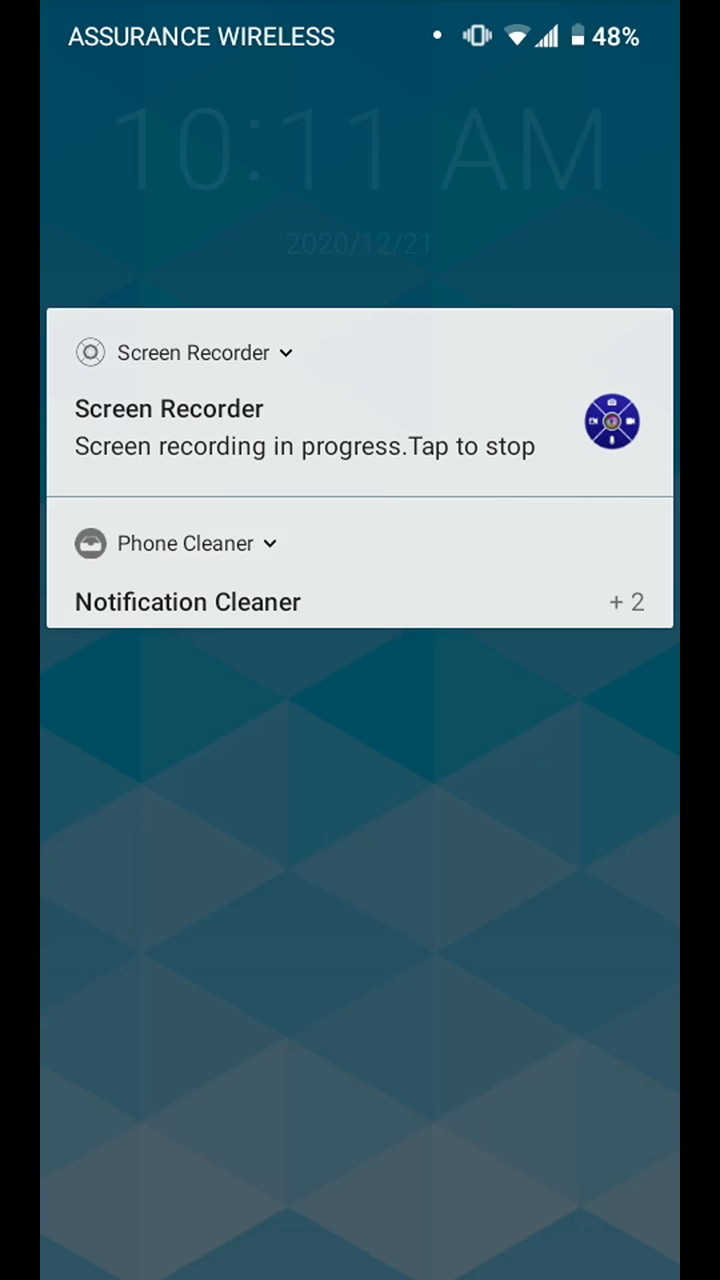 ASSURANCE WIRELESS 48%
10:11 AM
2020/12/21
Screen Recorder
Screen Recorder
Screen recording in progress.Tap to stop
Phone Cleaner
Notification Cleaner + 2